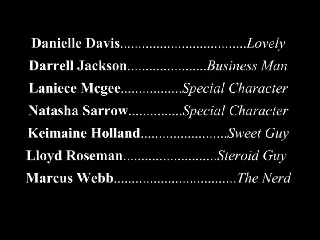 Danielle Davis...................................Lovely
Darrell Jackson......................Business Man
Laniece Mcgee.................Special Character
Natasha Sarrow...............Special Character
Keimaine Holland........................Sweet Guy
Lloyd Roseman..........................Steroid Guy
Marcus Webb..................................The Nerd